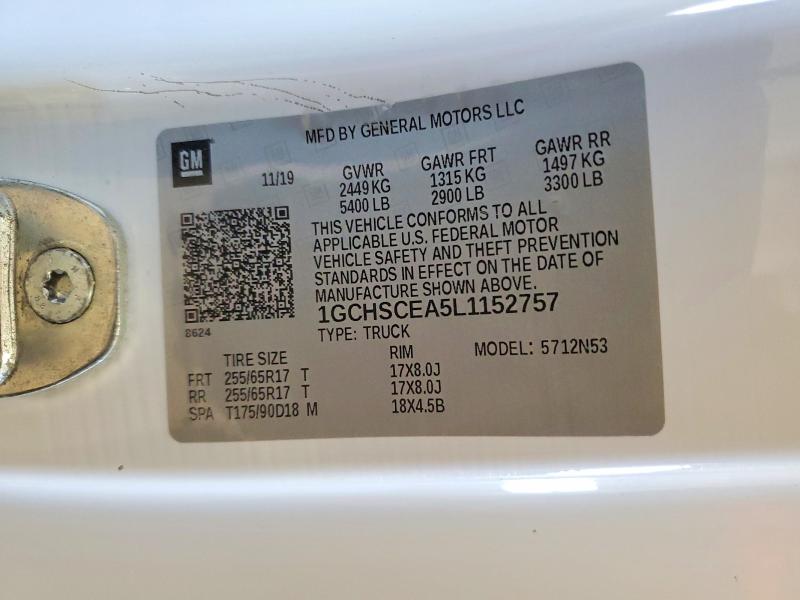 MFD BY GENERAL MOTORS LLC
GM
11/19
GVWR GAWR FRT GAWR RR
2449 KG 1315 KG 1497 KG
5400 LB 2900 LB 3300 LB
THIS VEHICLE CONFORMS TO ALL
APPLICABLE U.S. FEDERAL MOTOR
VEHICLE SAFETY AND THEFT PREVENTION
STANDARDS IN EFFECT ON THE DATE OF
MANUFACTURE SHOWN ABOVE.
1GCHSCEA5L1152757
8624
TYPE: TRUCK
TIRE SIZE RIM MODEL: 5712N53
FRT 255/65R17 T 17X8.0J
RR 255/65R17 T 17X8.0J
SPA T175/90D18 M 18X4.5B